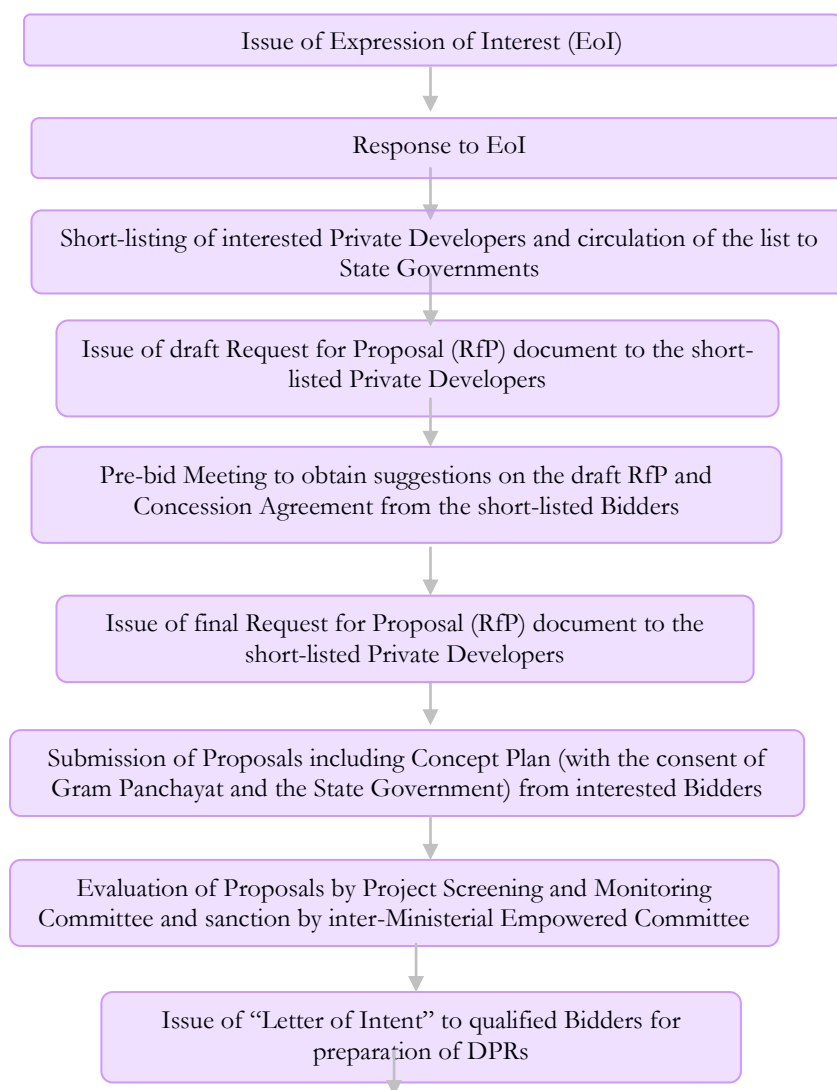 Issue of Expression of Interest (EoI)
Response to EoI
Short-listing of interested Private Developers and circulation of the list to
State Governments
Issue of draft Request for Proposal (RfP) document to the short-
listed Private Developers
Pre-bid Meeting to obtain suggestions on the draft RfP and
Concession Agreement from the short-listed Bidders
Issue of final Request for Proposal (RfP) document to the
short-listed Private Developers
Submission of Proposals including Concept Plan (with the consent of
Gram Panchayat and the State Government) from interested Bidders
Evaluation of Proposals by Project Screening and Monitoring
Committee and sanction by inter-Ministerial Empowered Committee
Issue of “Letter of Intent” to qualified Bidders for
preparation of DPRs